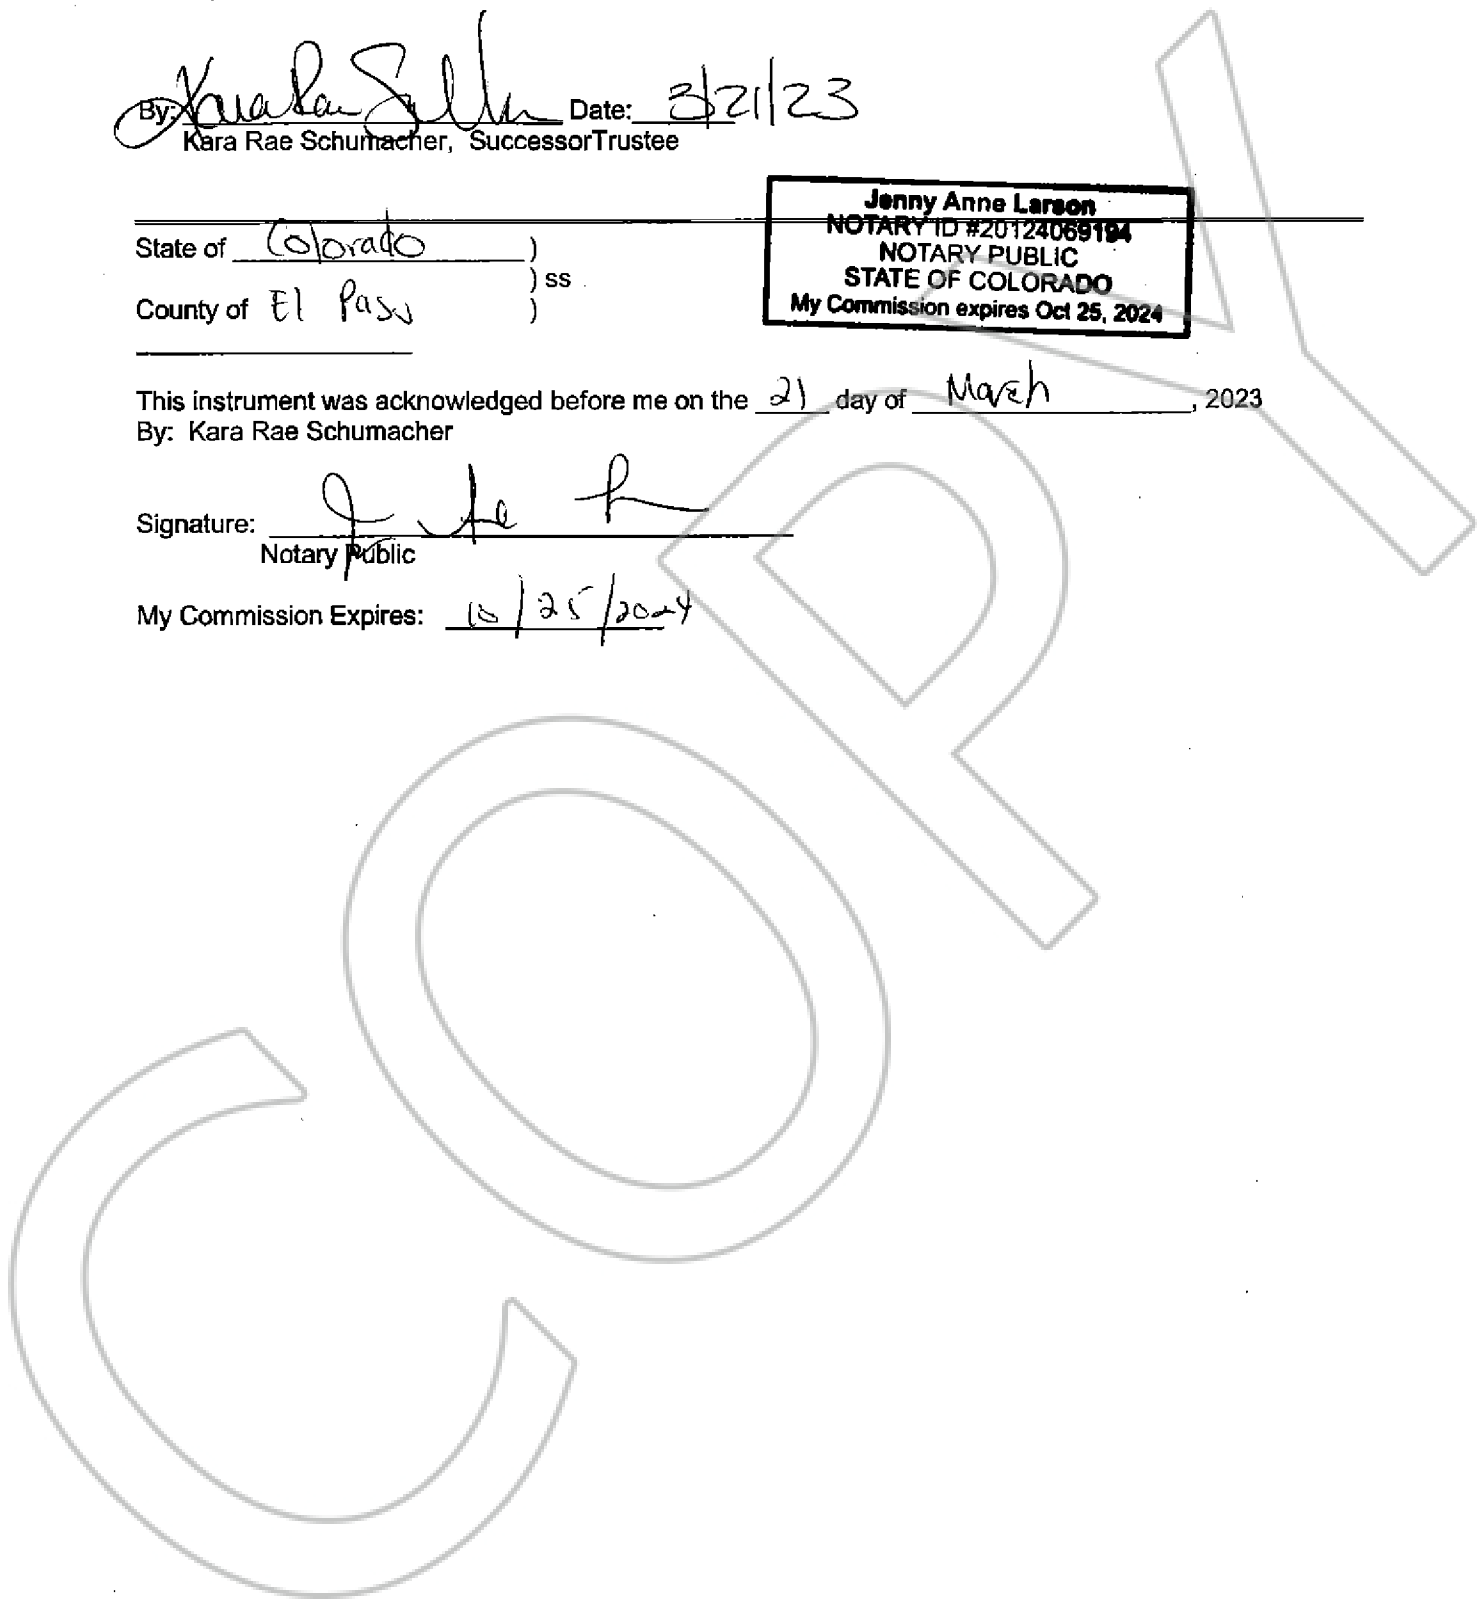 By: Kara Rae Date: 3/21/23
Kara Rae Schumacher, SuccessorTrustee
Jenny Anne Larson
NOTARY ID #20124069194
NOTARY PUBLIC
STATE OF COLORADO
My Commission expires Oct 25, 2024
State of Colorado )
) ss
County of El Paso )
This instrument was acknowledged before me on the 21 day of March, 2023
By: Kara Rae Schumacher
Signature:
Notary Public
My Commission Expires: 10/25/2024
COPY